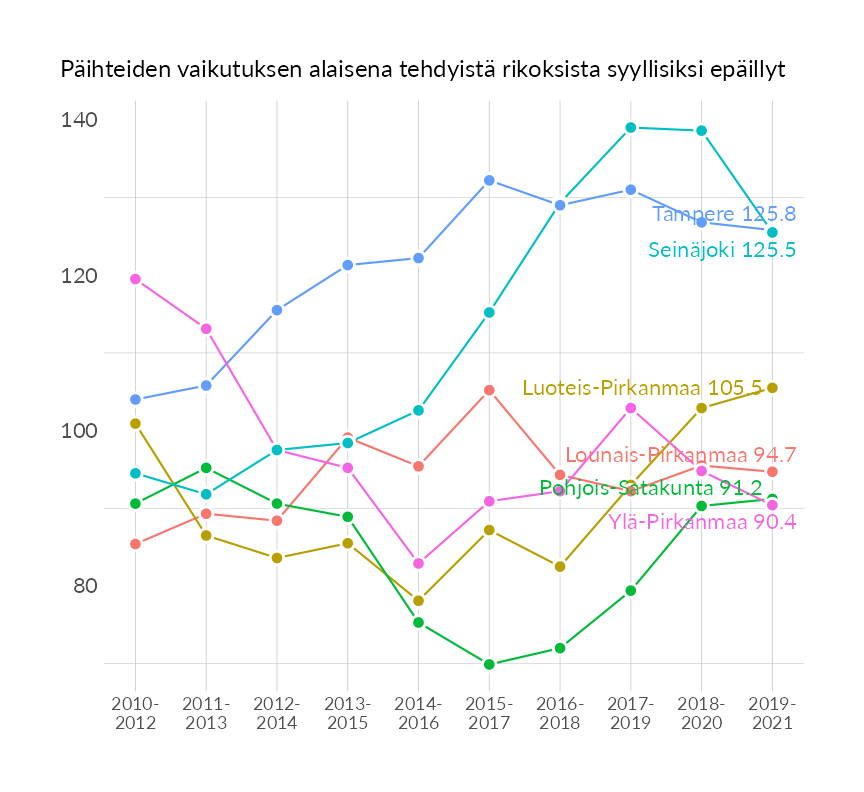 Päihteiden vaikutuksen alaisena tehdyistä rikoksista syyllisiksi epäillyt
140
Tampere 125.8
Seinäjoki 125.5
120
Luoteis-Pirkanmaa 105.5
100
Lounais-Pirkanmaa 94.7
Pohjois-Satakunta 91.2
Ylä-Pirkanmaa 90.4
80
2010- 2011- 2012- 2013- 2014- 2015- 2016- 2017- 2018- 2019-
2012 2013 2014 2015 2016 2017 2018 2019 2020 2021